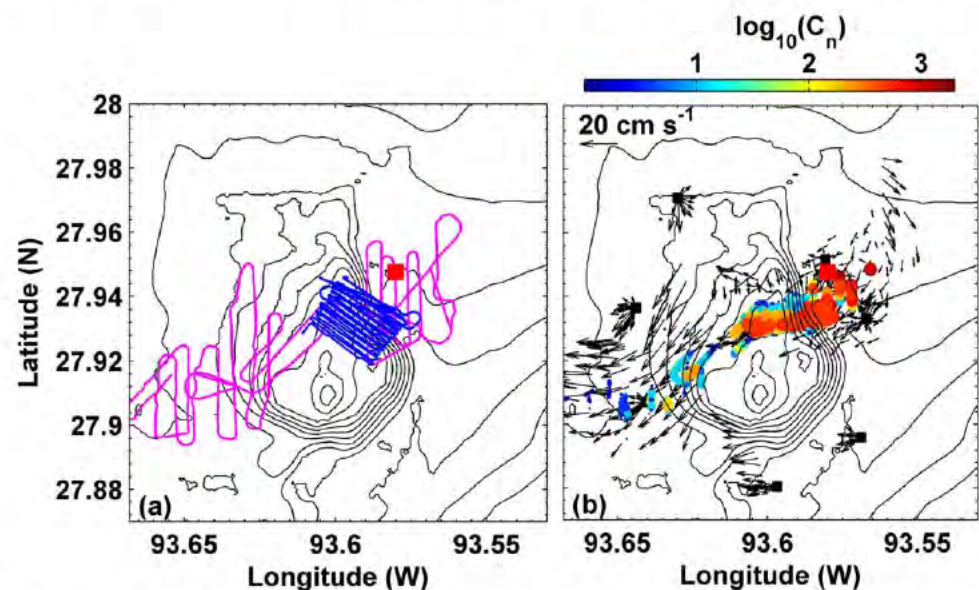 log₁₀(Cₙ)
1 2 3
28
27.98
27.96
27.94
27.92
27.9
27.88
Latitude (N)
(a)
93.65 93.6 93.55
Longitude (W)
20 cm s⁻¹
(b)
93.65 93.6 93.55
Longitude (W)